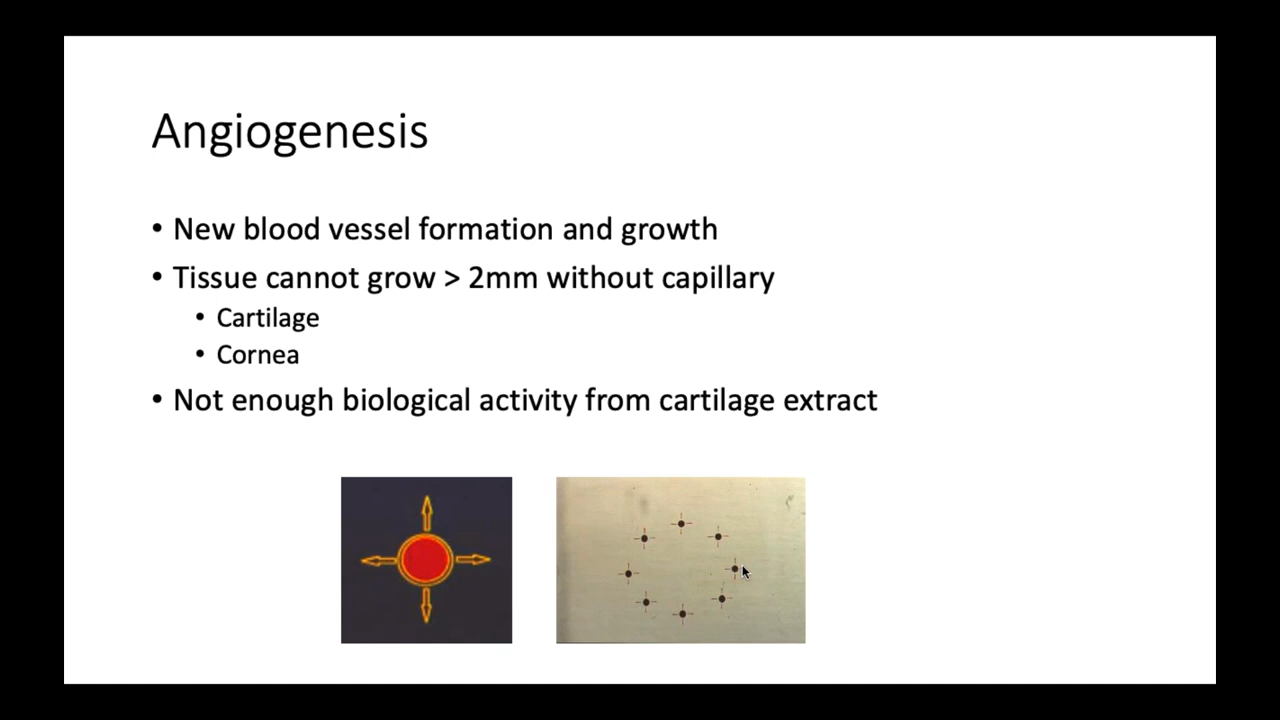 Angiogenesis
• New blood vessel formation and growth
• Tissue cannot grow > 2mm without capillary
• Cartilage
• Cornea
• Not enough biological activity from cartilage extract